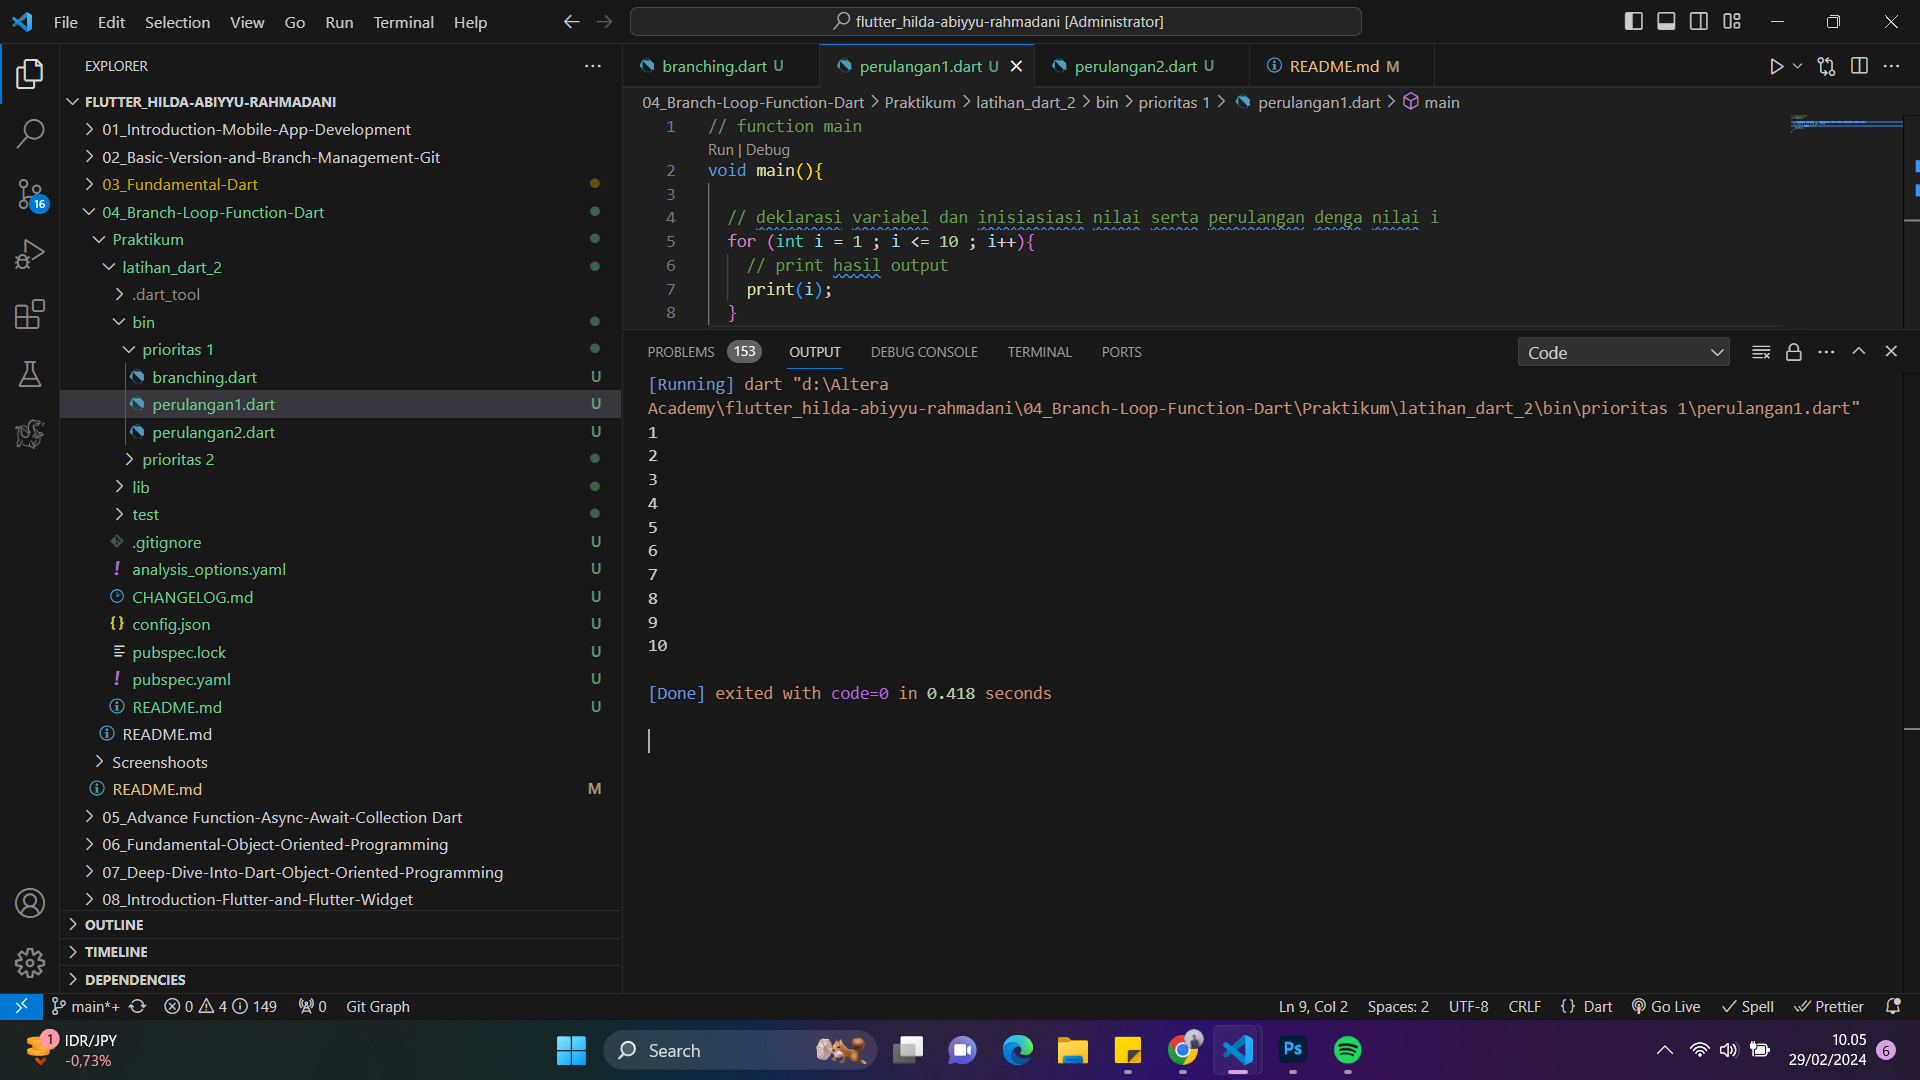 File Edit Selection View Go Run Terminal Help
flutter_hilda-abiyyu-rahmadani [Administrator]
EXPLORER
FLUTTER_HILDA-ABIYYU-RAHMADANI
01_Introduction-Mobile-App-Development
02_Basic-Version-and-Branch-Management-Git
03_Fundamental-Dart
16
04_Branch-Loop-Function-Dart
Praktikum
latihan_dart_2
.dart_tool
bin
prioritas 1
branching.dart U
perulangan1.dart U
perulangan2.dart U
prioritas 2
lib
test
.gitignore U
analysis_options.yaml U
CHANGELOG.md U
config.json U
pubspec.lock U
pubspec.yaml U
README.md U
README.md
Screenshoots
README.md M
05_Advance Function-Async-Await-Collection Dart
06_Fundamental-Object-Oriented-Programming
07_Deep-Dive-Into-Dart-Object-Oriented-Programming
08_Introduction-Flutter-and-Flutter-Widget
OUTLINE
TIMELINE
DEPENDENCIES
branching.dart U perulangan1.dart U perulangan2.dart U README.md M
04_Branch-Loop-Function-Dart > Praktikum > latihan_dart_2 > bin > prioritas 1 > perulangan1.dart > main
1 // function main
Run | Debug
2 void main(){
3
4 // deklarasi variabel dan inisiasiasi nilai serta perulangan denga nilai i
5 for (int i = 1 ; i <= 10 ; i++){
6 // print hasil output
7 print(i);
8 }
PROBLEMS 153 OUTPUT DEBUG CONSOLE TERMINAL PORTS Code
[Running] dart "d:\Altera
Academy\flutter_hilda-abiyyu-rahmadani\04_Branch-Loop-Function-Dart\Praktikum\latihan_dart_2\bin\prioritas 1\perulangan1.dart"
1
2
3
4
5
6
7
8
9
10
[Done] exited with code=0 in 0.418 seconds
main*+ 0 4 149 0 Git Graph Ln 9, Col 2 Spaces: 2 UTF-8 CRLF {} Dart Go Live Spell Prettier
1 IDR/JPY
-0,73%
Search
Ps
10.05
29/02/2024 6